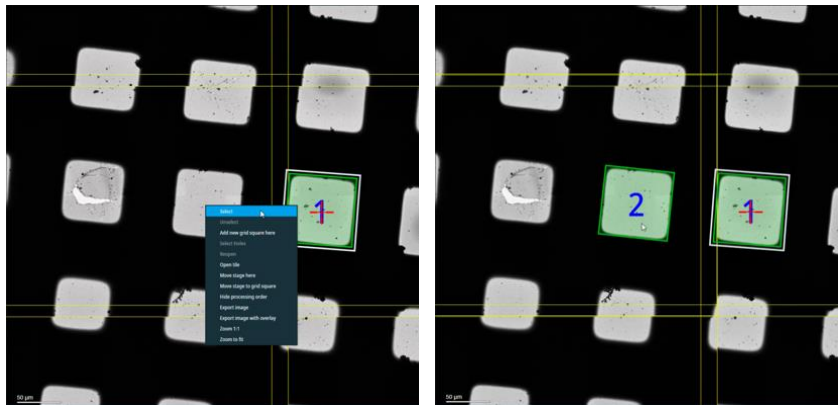 1
Select
Unselect
Add new grid square here
Select Holes
Reopen
Open tile
Move stage here
Move stage to grid square
Hide processing order
Export image
Export image with overlay
Zoom 1:1
Zoom to fit
50 µm
2
1
50 µm